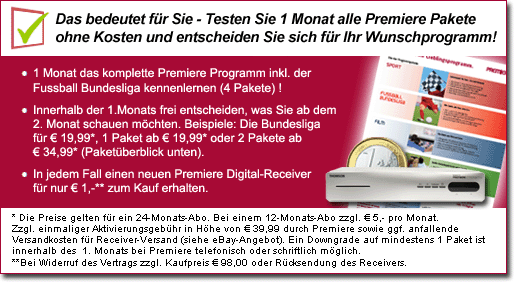 Das bedeutet für Sie - Testen Sie 1 Monat alle Premiere Pakete
ohne Kosten und entscheiden Sie sich für Ihr Wunschprogramm!
• 1 Monat das komplette Premiere Programm inkl. der
Fussball Bundesliga kennenlernen (4 Pakete) !
• Innerhalb der 1.Monats frei entscheiden, was Sie ab dem
2. Monat schauen möchten. Beispiele: Die Bundesliga
für € 19,99*, 1 Paket ab € 19,99* oder 2 Pakete ab
€ 34,99* (Paketüberblick unten).
• In jedem Fall einen neuen Premiere Digital-Receiver
für nur € 1,-** zum Kauf erhalten.
SPORT
FUSSBALL
BUNDESLIGA
FILM
* Die Preise gelten für ein 24-Monats-Abo. Bei einem 12-Monats-Abo zzgl. € 5,- pro Monat.
Zzgl. einmaliger Aktivierungsgebühr in Höhe von € 39,99 durch Premiere sowie ggf. anfallende
Versandkosten für Receiver-Versand (siehe eBay-Angebot). Ein Downgrade auf mindestens 1 Paket ist
innerhalb des 1. Monats bei Premiere telefonisch oder schriftlich möglich.
**Bei Widerruf des Vertrags zzgl. Kaufpreis € 98,00 oder Rücksendung des Receivers.